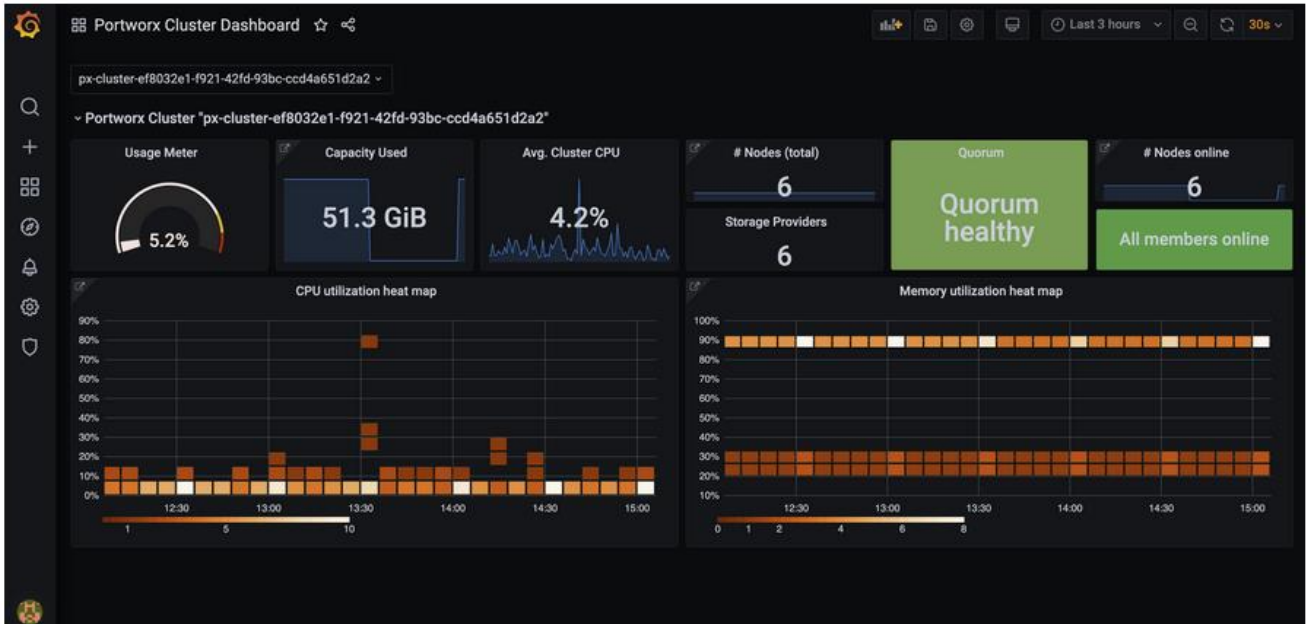 Portworx Cluster Dashboard
Last 3 hours
30s
px-cluster-ef8032e1-f921-42fd-93bc-ccd4a651d2a2
Portworx Cluster "px-cluster-ef8032e1-f921-42fd-93bc-ccd4a651d2a2"
Usage Meter
5.2%
Capacity Used
51.3 GiB
Avg. Cluster CPU
4.2%
# Nodes (total)
6
Storage Providers
6
Quorum
Quorum
healthy
# Nodes online
6
All members online
CPU utilization heat map
90%
80%
70%
60%
50%
40%
30%
20%
10%
0%
12:30 13:00 13:30 14:00 14:30 15:00
1 5 10
Memory utilization heat map
100%
90%
80%
70%
60%
50%
40%
30%
20%
10%
12:30 13:00 13:30 14:00 14:30 15:00
0 1 2 4 6 8